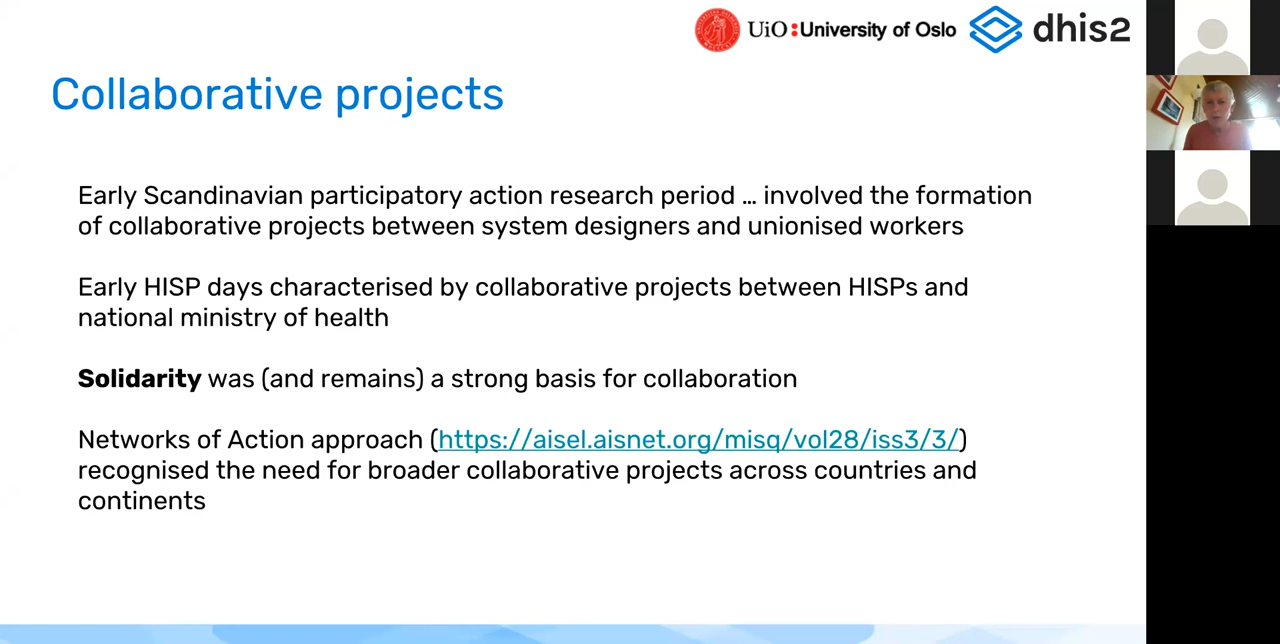 UiO : University of Oslo dhis2
Collaborative projects
Early Scandinavian participatory action research period … involved the formation
of collaborative projects between system designers and unionised workers
Early HISP days characterised by collaborative projects between HISPs and
national ministry of health
Solidarity was (and remains) a strong basis for collaboration
Networks of Action approach (https://aisel.aisnet.org/misq/vol28/iss3/3/)
recognised the need for broader collaborative projects across countries and
continents